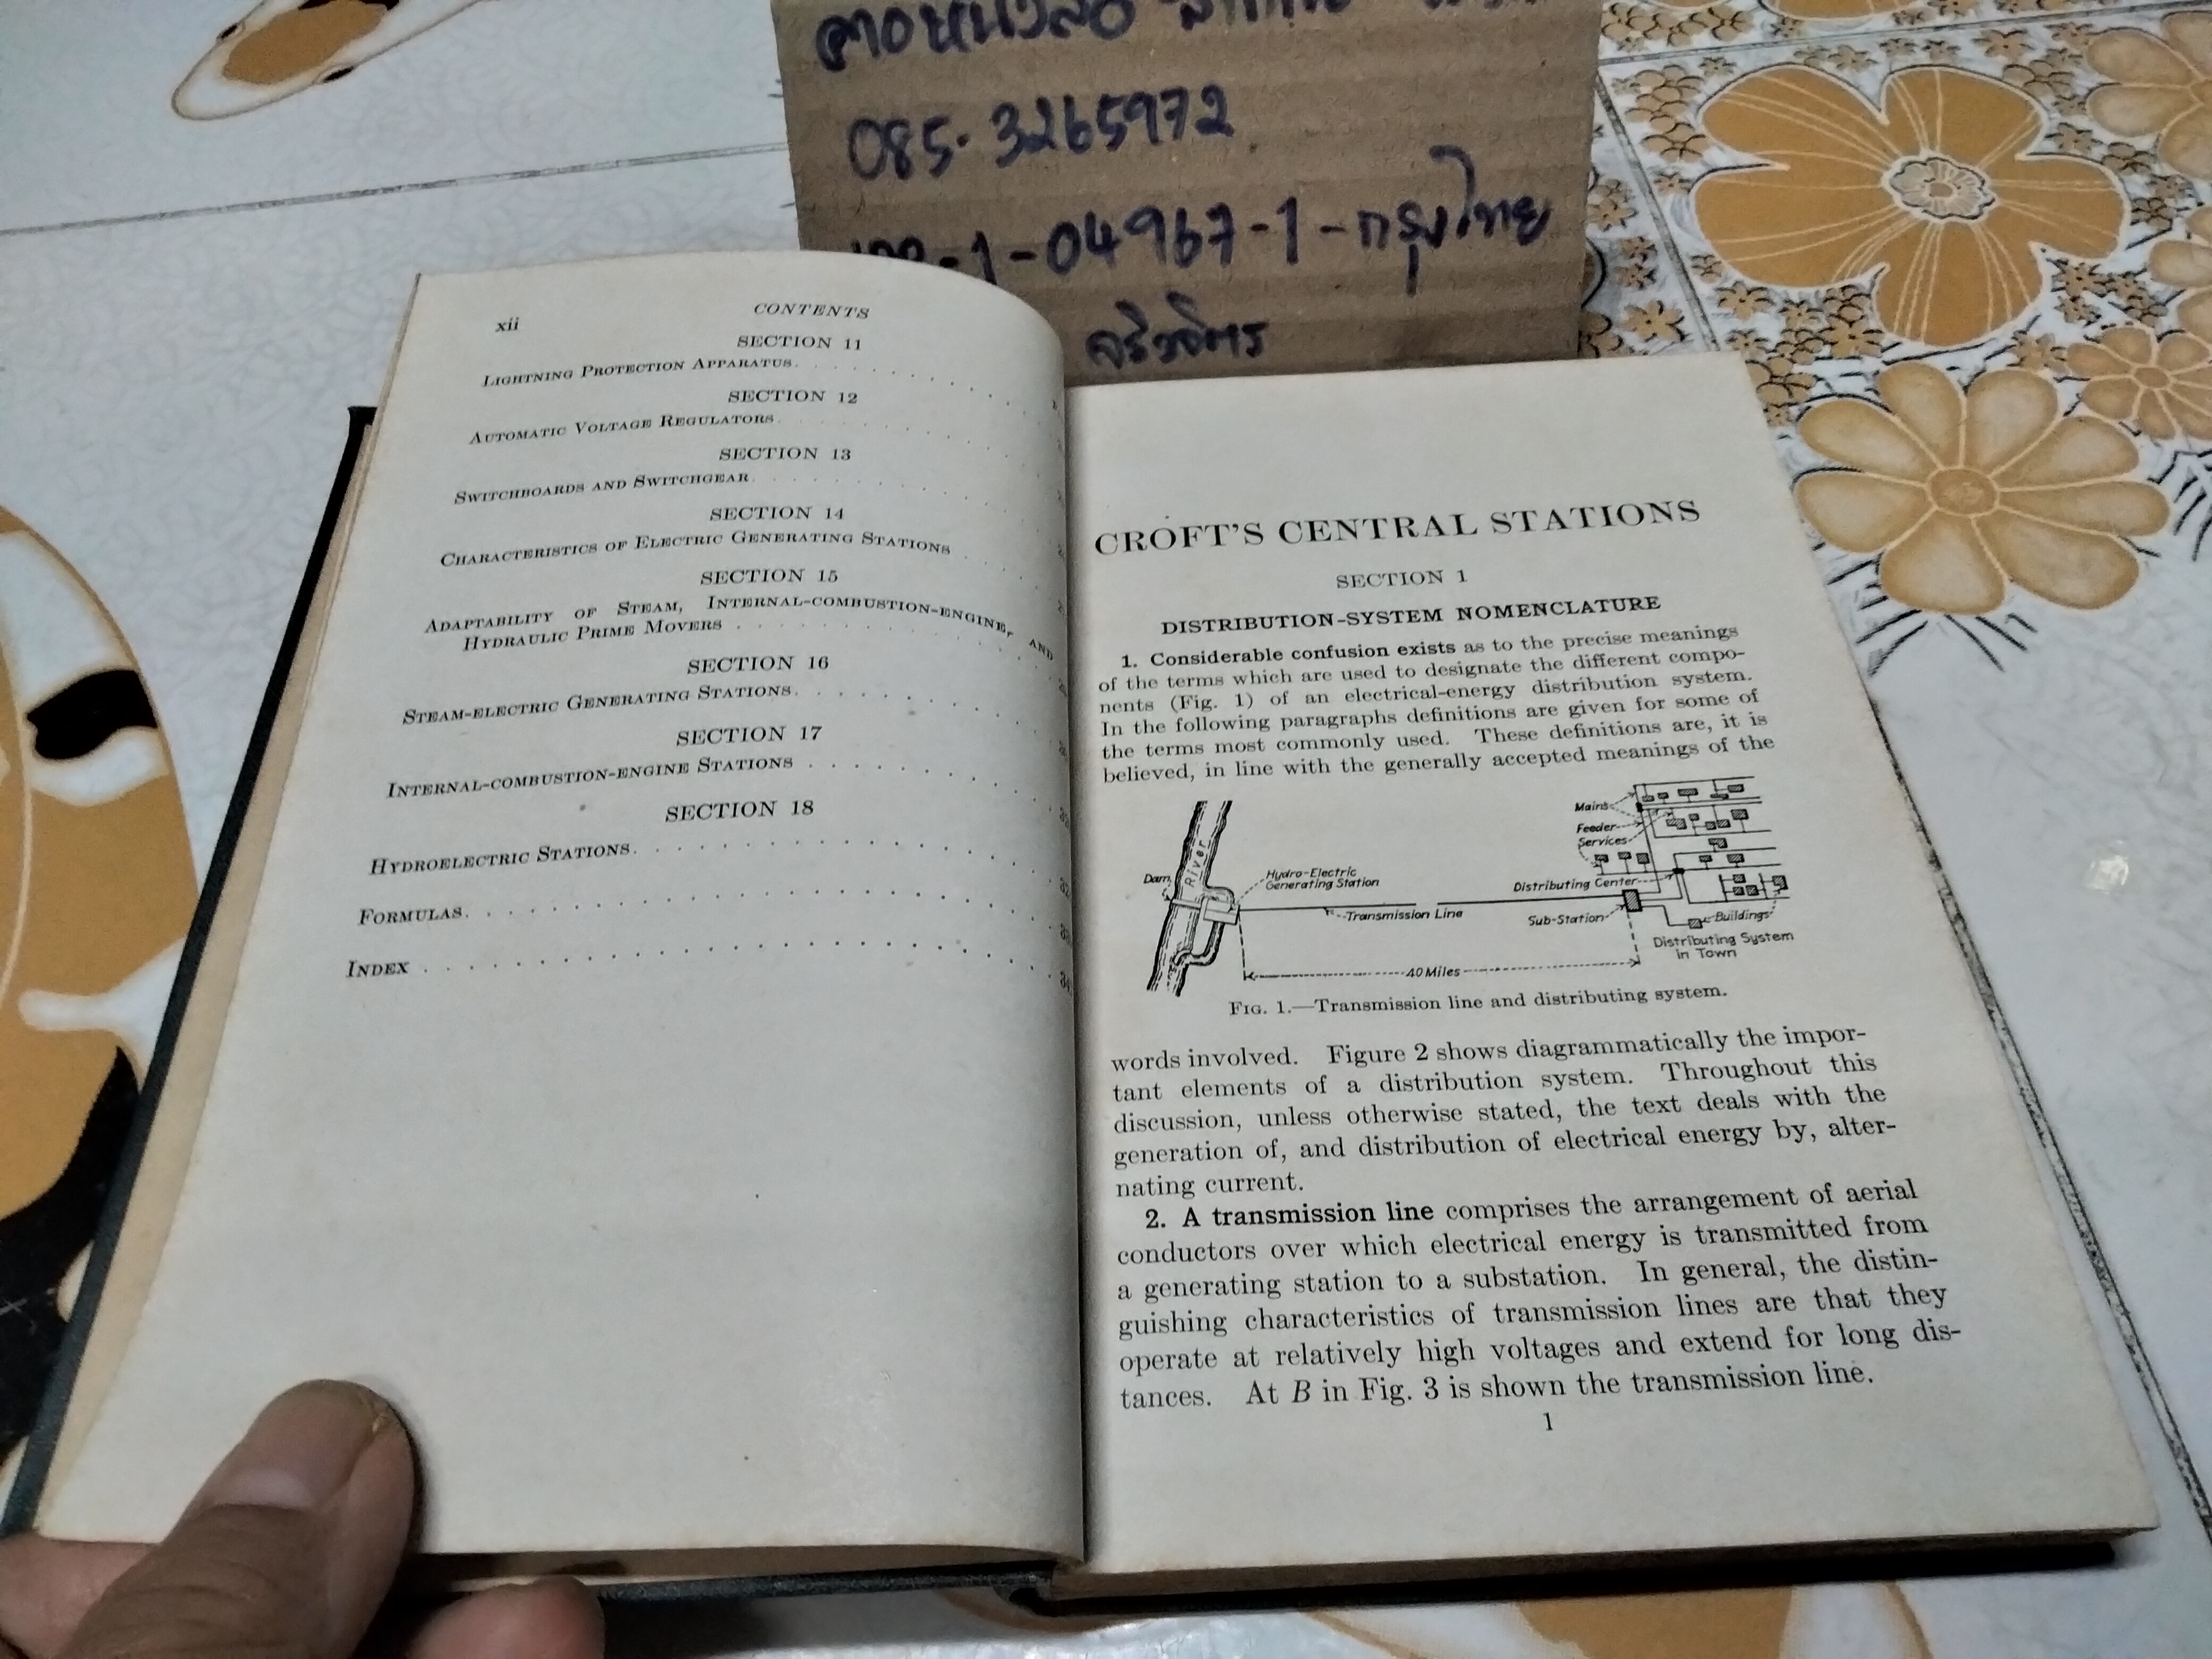 085-3265972
-1-04967-1-กรุงไทย
xii
CONTENTS
SECTION 11
LIGHTNING PROTECTION APPARATUS.
SECTION 12
AUTOMATIC VOLTAGE REGULATORS.
SECTION 13
SWITCHBOARDS AND SWITCHGEAR.
SECTION 14
CHARACTERISTICS OF ELECTRIC GENERATING STATIONS
SECTION 15
ADAPTABILITY OF STEAM, INTERNAL-COMBUSTION-ENGINE, AND
HYDRAULIC PRIME MOVERS
SECTION 16
STEAM-ELECTRIC GENERATING STATIONS.
SECTION 17
INTERNAL-COMBUSTION-ENGINE STATIONS
SECTION 18
HYDROELECTRIC STATIONS.
FORMULAS.
INDEX
CROFT'S CENTRAL STATIONS
SECTION 1
DISTRIBUTION-SYSTEM NOMENCLATURE
1. Considerable confusion exists as to the precise meanings
of the terms which are used to designate the different compo-
nents (Fig. 1) of an electrical-energy distribution system.
In the following paragraphs definitions are given for some of
the terms most commonly used. These definitions are, it is
believed, in line with the generally accepted meanings of the
Mains
Feeder
Services
River
Dam
Hydro-Electric
Generating Station
Distributing Center
Transmission Line
Sub-Station
Buildings
Distributing System
in Town
40 Miles
FIG. 1.—Transmission line and distributing system.
words involved. Figure 2 shows diagrammatically the impor-
tant elements of a distribution system. Throughout this
discussion, unless otherwise stated, the text deals with the
generation of, and distribution of electrical energy by, alter-
nating current.
2. A transmission line comprises the arrangement of aerial
conductors over which electrical energy is transmitted from
a generating station to a substation. In general, the distin-
guishing characteristics of transmission lines are that they
operate at relatively high voltages and extend for long dis-
tances. At B in Fig. 3 is shown the transmission line.
1